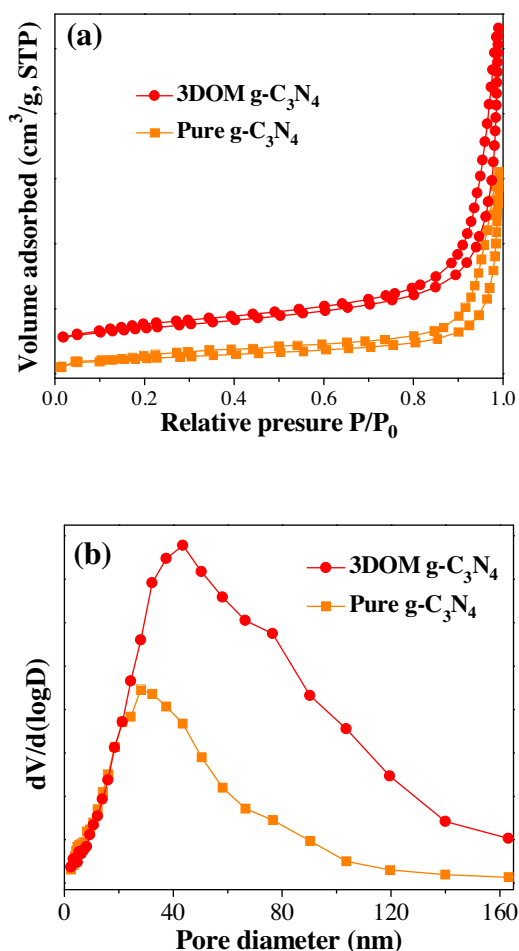 (a)
3DOM g-C₃N₄
Pure g-C₃N₄
Volume adsorbed (cm³/g, STP)
0.0 0.2 0.4 0.6 0.8 1.0
Relative presure P/P₀
(b)
3DOM g-C₃N₄
Pure g-C₃N₄
dV/d(logD)
0 40 80 120 160
Pore diameter (nm)